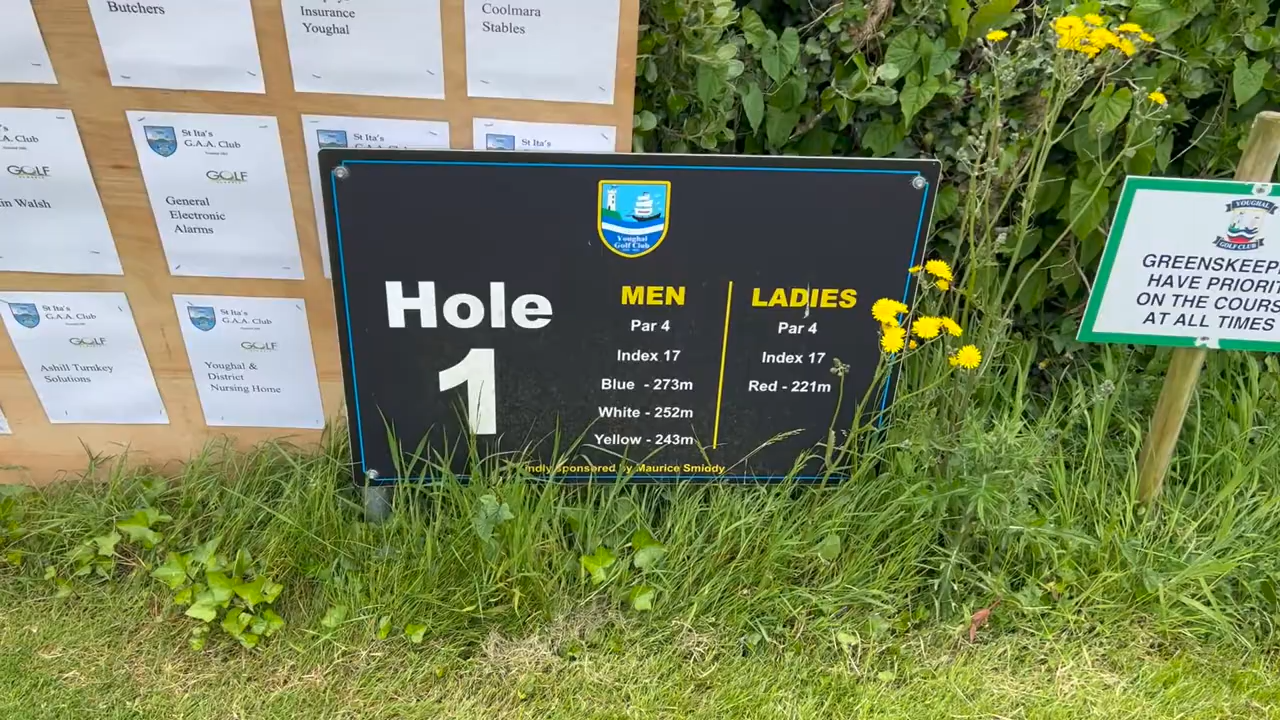 Butchers
Insurance
Youghal
Coolmara
Stables
Club
GOLF
Walsh
St Ita's
G.A.A. Club
GOLF
General
Electronic
Alarms
St Ita's
G.A.A. Club
St Ita's
St Ita's
G.A.A. Club
GOLF
Ashill Turnkey
Solutions
St Ita's
G.A.A. Club
GOLF
Youghal &
District
Nursing Home
Youghal
Golf Club
Hole
1
MEN
Par 4
Index 17
Blue - 273m
White - 252m
Yellow - 243m
LADIES
Par 4
Index 17
Red - 221m
sponsored by Maurice Smiddy
YOUGHAL
GOLF CLUB
GREENSKEEP
HAVE PRIORIT
ON THE COURS
AT ALL TIMES